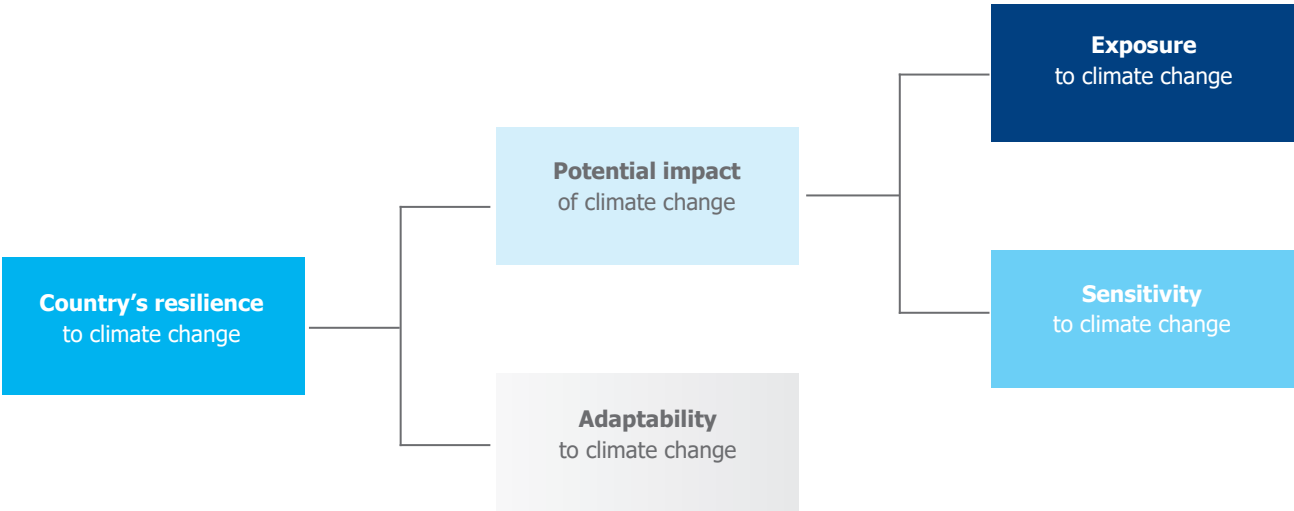 Exposure
to climate change
Potential impact
of climate change
Country’s resilience
to climate change
Sensitivity
to climate change
Adaptability
to climate change